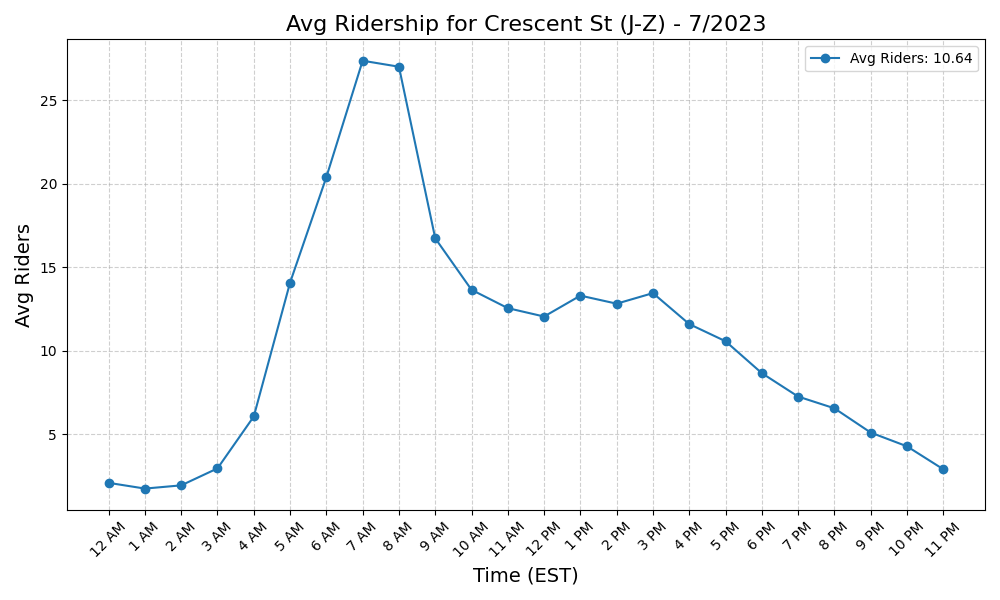 Avg Ridership for Crescent St (J-Z) - 7/2023
Avg Riders: 10.64
Avg Riders
25
20
15
10
5
12 AM
1 AM
2 AM
3 AM
4 AM
5 AM
6 AM
7 AM
8 AM
9 AM
10 AM
11 AM
12 PM
1 PM
2 PM
3 PM
4 PM
5 PM
6 PM
7 PM
8 PM
9 PM
10 PM
11 PM
Time (EST)